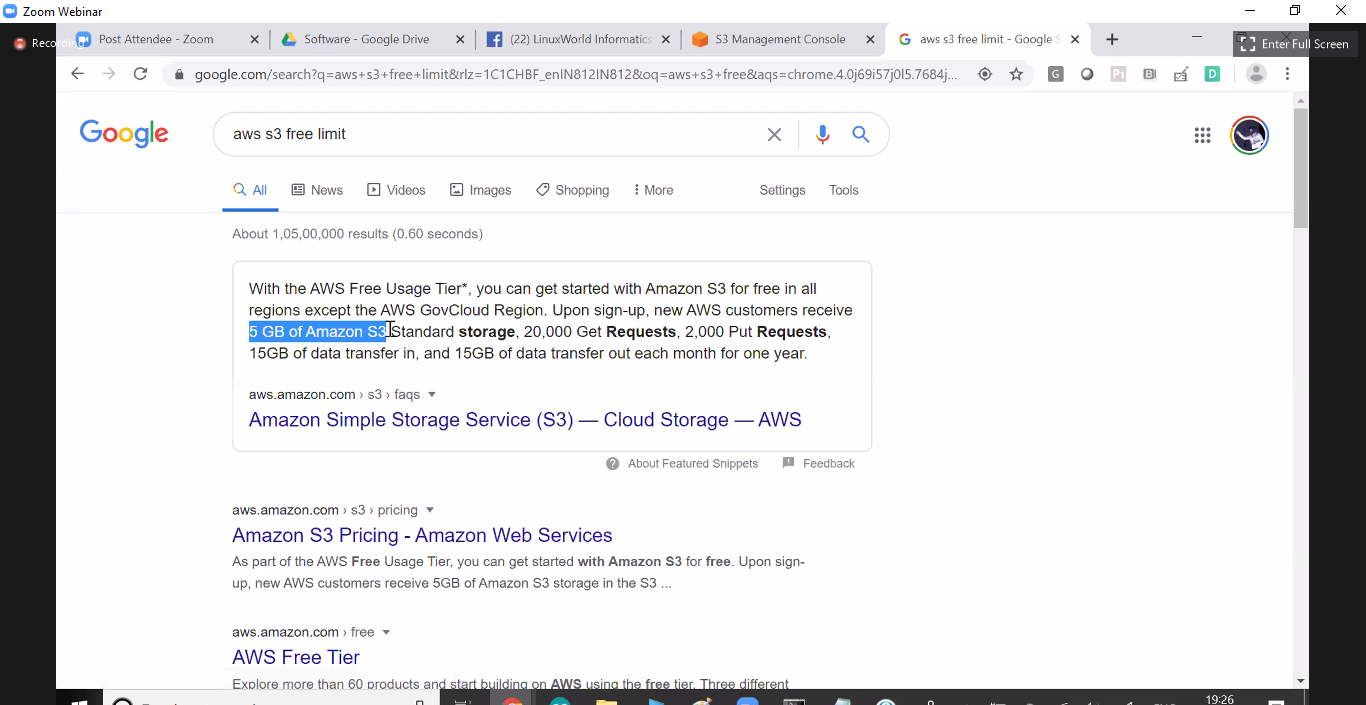 Zoom Webinar
Recording
Post Attendee - Zoom
Software - Google Drive
(22) LinuxWorld Informatics
S3 Management Console
aws s3 free limit - Google S
Enter Full Screen
google.com/search?q=aws+s3+free+limit&rlz=1C1CHBF_enIN812IN812&oq=aws+s3+free&aqs=chrome.4.0j69i57j0l5.7684j...
Google
aws s3 free limit
All
News
Videos
Images
Shopping
More
Settings
Tools
About 1,05,00,000 results (0.60 seconds)
With the AWS Free Usage Tier*, you can get started with Amazon S3 for free in all
regions except the AWS GovCloud Region. Upon sign-up, new AWS customers receive
5 GB of Amazon S3 Standard storage, 20,000 Get Requests, 2,000 Put Requests,
15GB of data transfer in, and 15GB of data transfer out each month for one year.
aws.amazon.com › s3 › faqs
Amazon Simple Storage Service (S3) — Cloud Storage — AWS
About Featured Snippets
Feedback
aws.amazon.com › s3 › pricing
Amazon S3 Pricing - Amazon Web Services
As part of the AWS Free Usage Tier, you can get started with Amazon S3 for free. Upon sign-
up, new AWS customers receive 5GB of Amazon S3 storage in the S3 ...
aws.amazon.com › free
AWS Free Tier
Explore more than 60 products and start building on AWS using the free tier. Three different
19:26